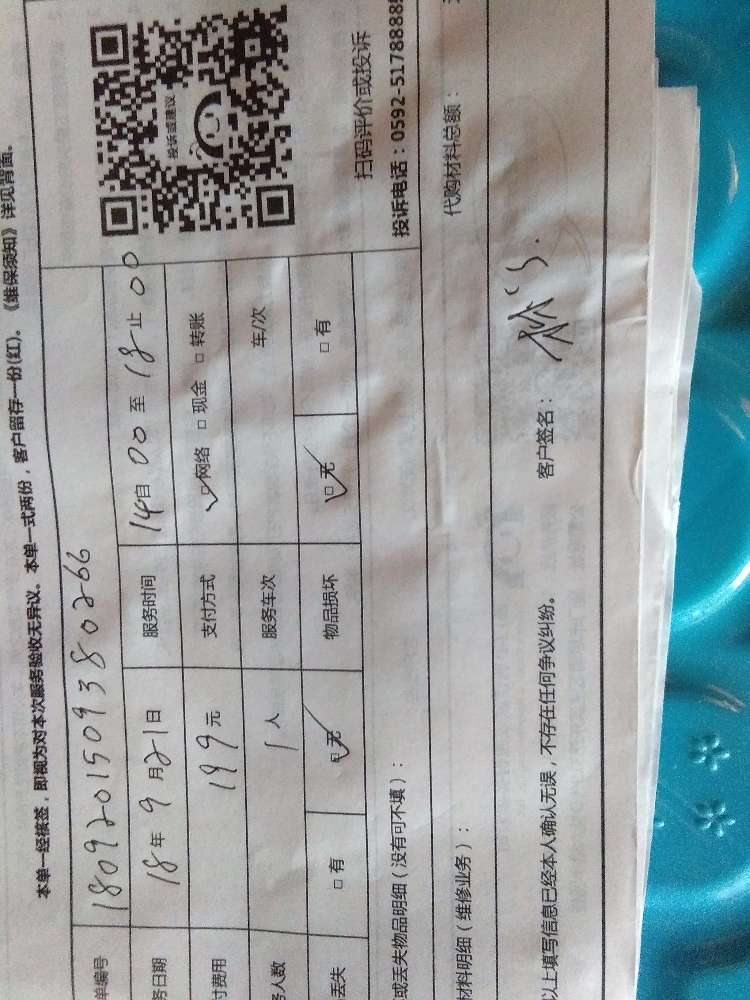 本单一经核签，即视为对本次服务验收无异议。本单一式两份，客户留存一份(红)。《维保须知》详见背面。
单编号 1809201509380266
务日期 18年 9月21日 服务时间 14自00至18止00
付费用 199元 支付方式 ☑网络 □现金 □转账
务人数 1人 服务车次 车/次
丢失 □有 ☑无 物品损坏 ☑无 □有
投诉或建议
扫码评价或投诉
投诉电话：0592-5178888
或丢失物品明细（没有可不填）：
材料明细（维修业务）： 代购材料总额：
以上填写信息已经本人确认无误，不存在任何争议纠纷。 客户签名：